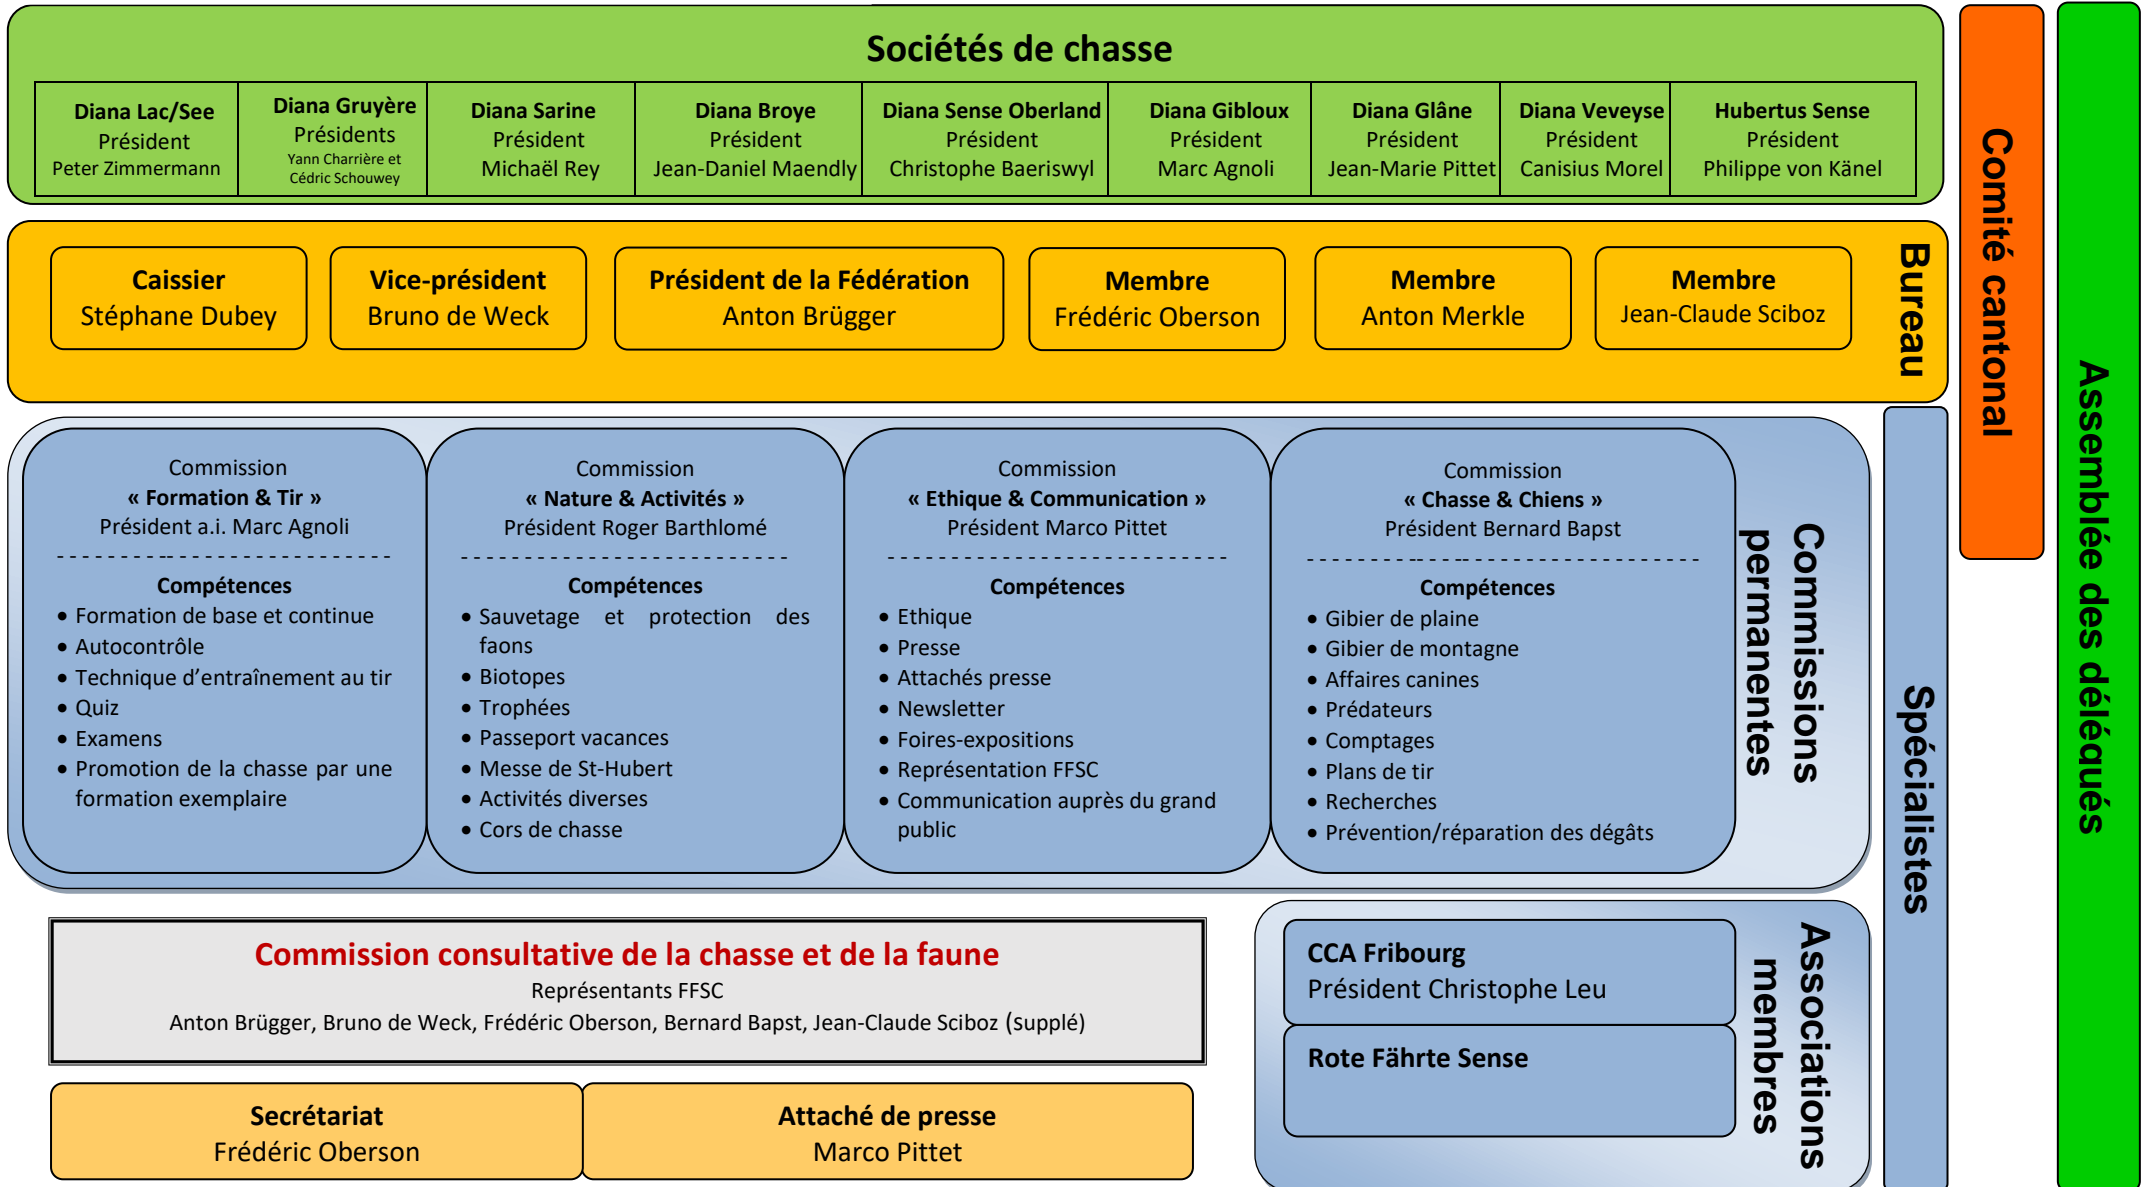 Sociétés de chasse
Diana Lac/See
Président
Peter Zimmermann
Diana Gruyère
Présidents
Yann Charrière et
Cédric Schouwey
Diana Sarine
Président
Michaël Rey
Diana Broye
Président
Jean-Daniel Maendly
Diana Sense Oberland
Président
Christophe Baeriswyl
Diana Gibloux
Président
Marc Agnoli
Diana Glâne
Président
Jean-Marie Pittet
Diana Veveyse
Président
Canisius Morel
Hubertus Sense
Président
Philippe von Känel
Caissier
Stéphane Dubey
Vice-président
Bruno de Weck
Président de la Fédération
Anton Brügger
Membre
Frédéric Oberson
Membre
Anton Merkle
Membre
Jean-Claude Sciboz
Bureau
Comité cantonal
Assemblée des déléqués
Commission
« Formation & Tir »
Président a.i. Marc Agnoli
Compétences
• Formation de base et continue
• Autocontrôle
• Technique d’entraînement au tir
• Quiz
• Examens
• Promotion de la chasse par une
formation exemplaire
Commission
« Nature & Activités »
Président Roger Barthlomé
Compétences
• Sauvetage et protection des
faons
• Biotopes
• Trophées
• Passeport vacances
• Messe de St-Hubert
• Activités diverses
• Cors de chasse
Commission
« Ethique & Communication »
Président Marco Pittet
Compétences
• Ethique
• Presse
• Attachés presse
• Newsletter
• Foires-expositions
• Représentation FFSC
• Communication auprès du grand
public
Commission
« Chasse & Chiens »
Président Bernard Bapst
Compétences
• Gibier de plaine
• Gibier de montagne
• Affaires canines
• Prédateurs
• Comptages
• Plans de tir
• Recherches
• Prévention/réparation des dégâts
Commissions
permanentes
Spécialistes
Commission consultative de la chasse et de la faune
Représentants FFSC
Anton Brügger, Bruno de Weck, Frédéric Oberson, Bernard Bapst, Jean-Claude Sciboz (supplé)
CCA Fribourg
Président Christophe Leu
Rote Fährte Sense
Associations
membres
Secrétariat
Frédéric Oberson
Attaché de presse
Marco Pittet